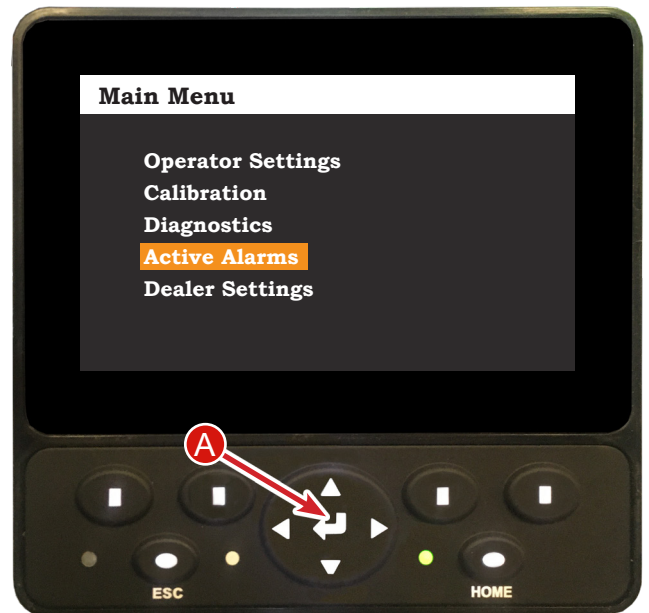 Main Menu
Operator Settings
Calibration
Diagnostics
Active Alarms
Dealer Settings
A
ESC
HOME